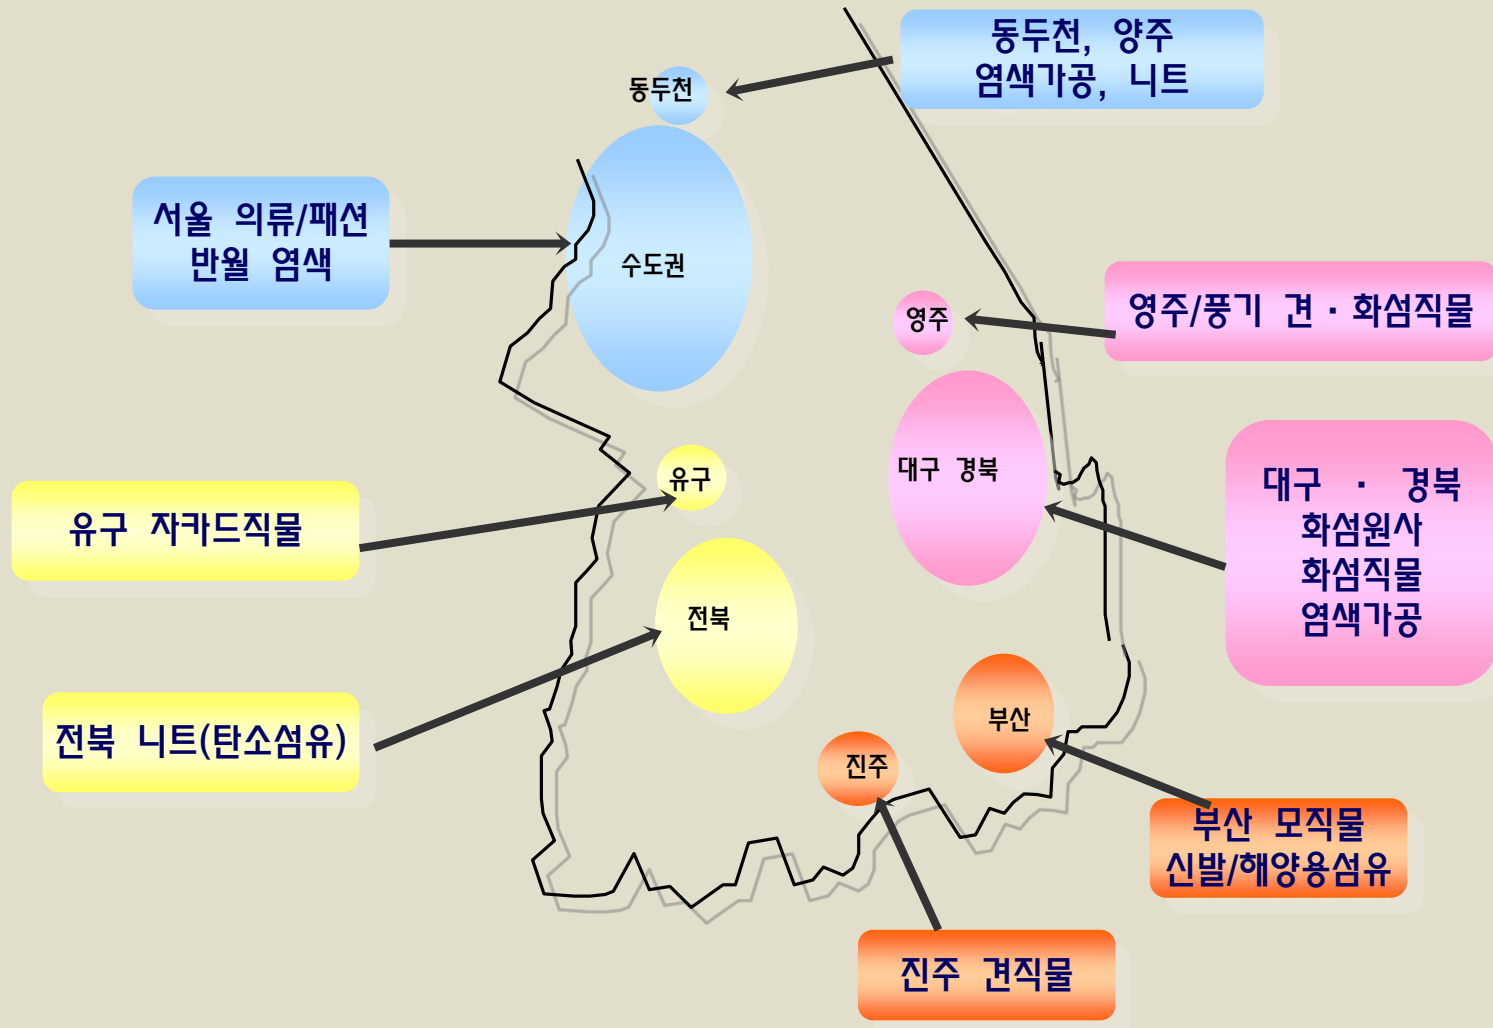 동두천, 양주
염색가공, 니트
동두천
서울 의류/패션
반월 염색
수도권
영주/풍기 견 · 화섬직물
영주
대구 경북
대구 · 경북
화섬원사
화섬직물
염색가공
유구
유구 자카드직물
전북
전북 니트(탄소섬유)
부산
진주
부산 모직물
신발/해양용섬유
진주 견직물